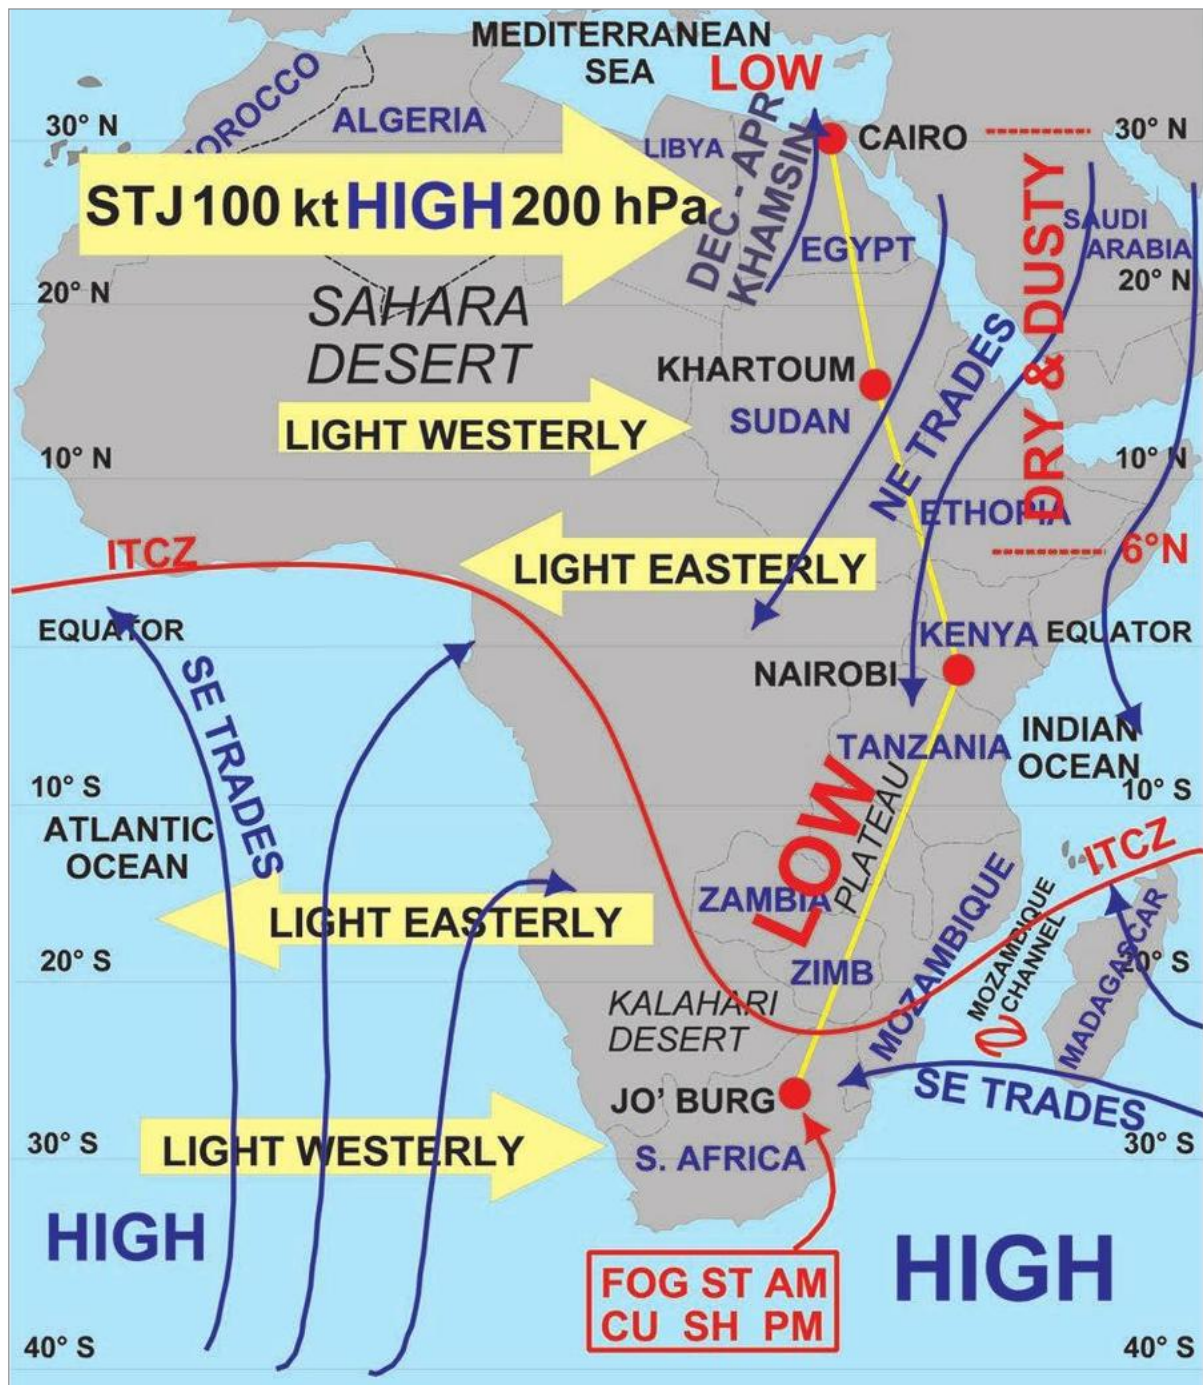 MEDITERRANEAN
SEA
LOW
MOROCCO
ALGERIA
30° N
LIBYA
DEC - APR
KHAMSIN
CAIRO
30° N
STJ 100 kt HIGH 200 hPa
EGYPT
SAUDI
ARABIA
DRY & DUSTY
20° N
20° N
SAHARA
DESERT
KHARTOUM
SUDAN
NE TRADES
LIGHT WESTERLY
10° N
10° N
ETHOPIA
ITCZ
LIGHT EASTERLY
6°N
EQUATOR
KENYA
EQUATOR
NAIROBI
SE TRADES
TANZANIA
INDIAN
OCEAN
10° S
10° S
ATLANTIC
OCEAN
LOW
PLATEAU
ITCZ
ZAMBIA
LIGHT EASTERLY
MOZAMBIQUE
MOZAMBIQUE
CHANNEL
MADAGASCAR
20° S
20° S
ZIMB
KALAHARI
DESERT
JO' BURG
SE TRADES
LIGHT WESTERLY
30° S
30° S
S. AFRICA
HIGH
HIGH
FOG ST AM
CU SH PM
40° S
40° S